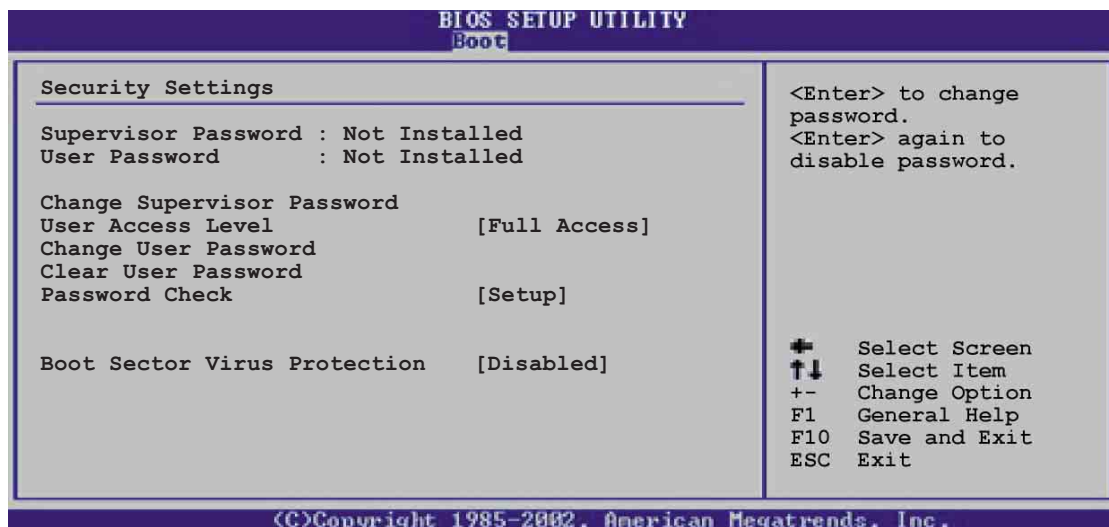 BIOS SETUP UTILITY
Boot
Security Settings
Supervisor Password : Not Installed
User Password : Not Installed
Change Supervisor Password
User Access Level [Full Access]
Change User Password
Clear User Password
Password Check [Setup]
Boot Sector Virus Protection [Disabled]
<Enter> to change
password.
<Enter> again to
disable password.
Select Screen
Select Item
+- Change Option
F1 General Help
F10 Save and Exit
ESC Exit
(C)Copyright 1985-2002, American Megatrends, Inc.